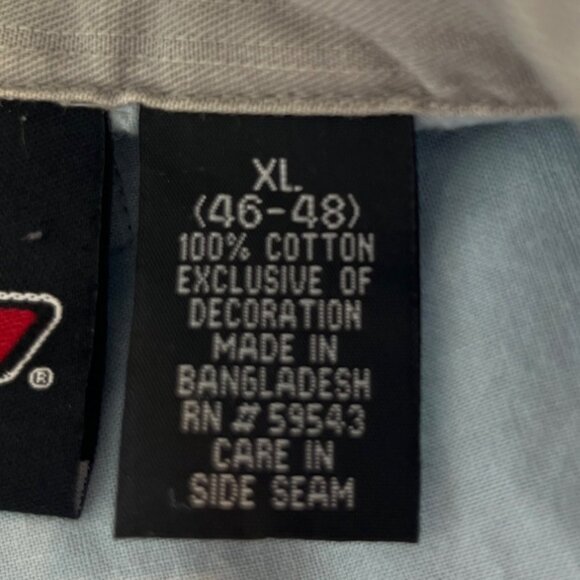 XL
(46-48)
100% COTTON
EXCLUSIVE OF
DECORATION
MADE IN
BANGLADESH
RN # 59543
CARE IN
SIDE SEAM
®